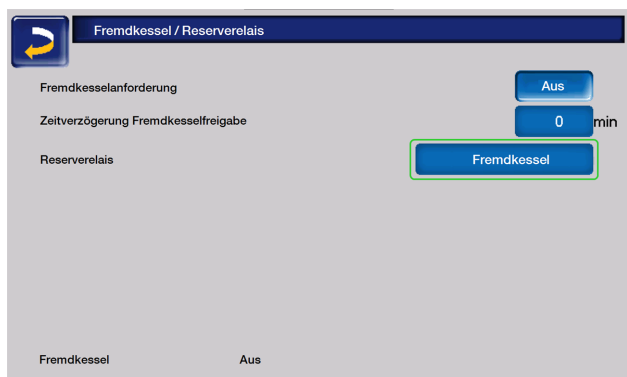 Fremdkessel / Reserverelais
Fremdkesselanforderung Aus
Zeitverzögerung Fremdkesselfreigabe 0 min
Reserverelais Fremdkessel
Fremdkessel Aus